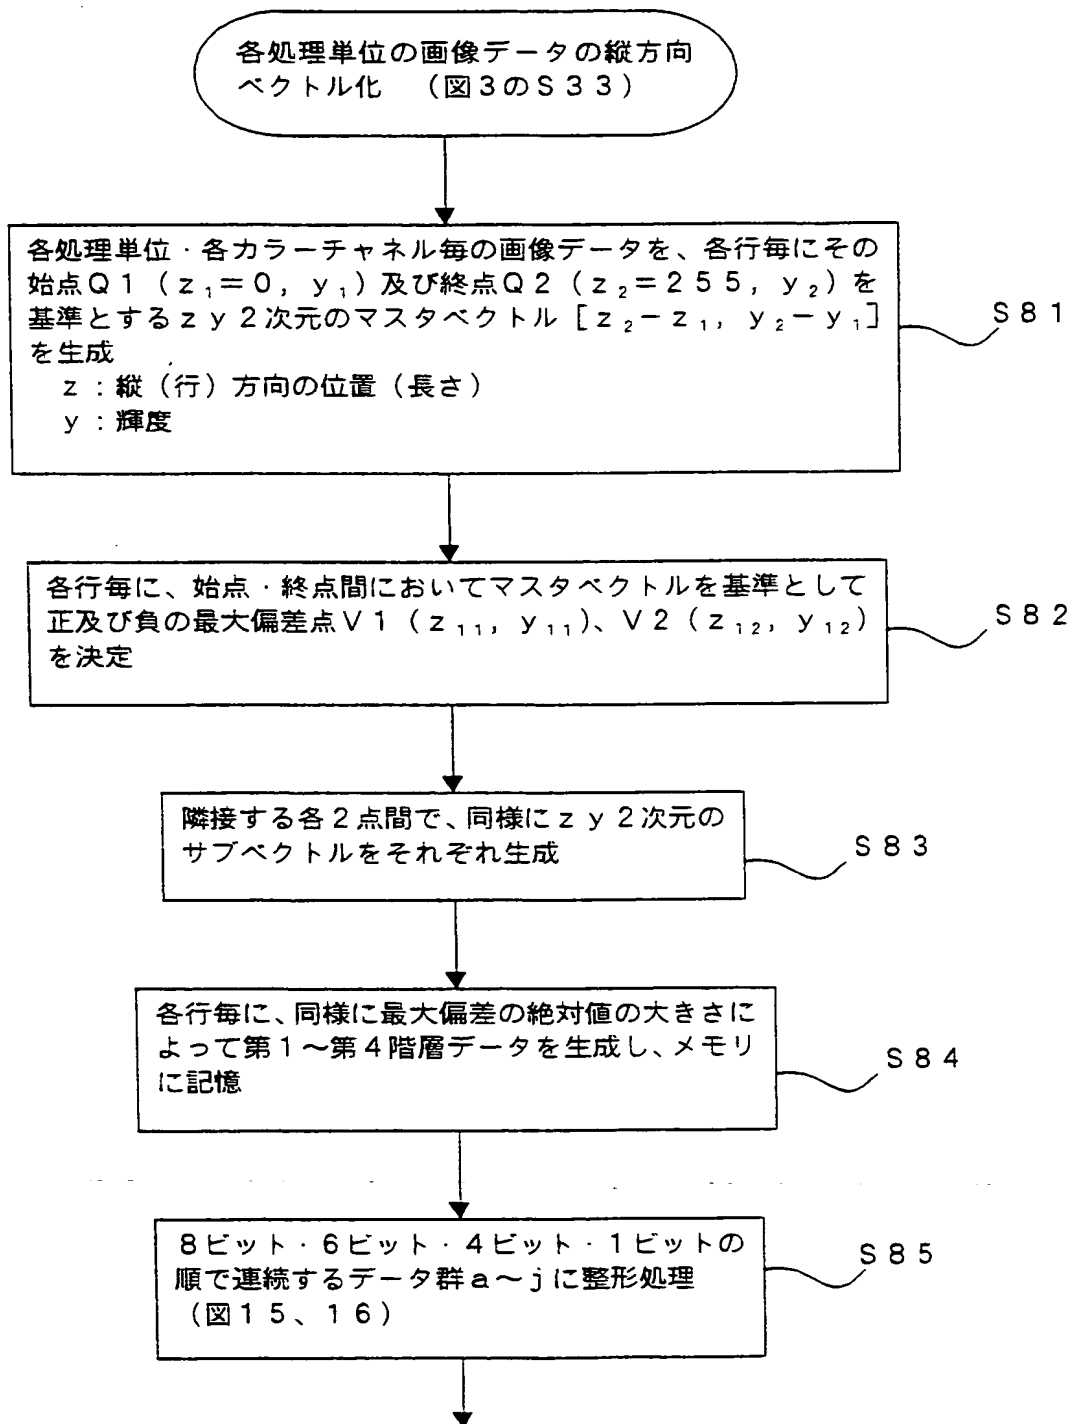 各処理単位の画像データの縦方向
ベクトル化 （図３のＳ３３）
各処理単位・各カラーチャネル毎の画像データを、各行毎にその
始点Ｑ１（ｚ₁＝０，ｙ₁）及び終点Ｑ２（ｚ₂＝２５５，ｙ₂）を
基準とするｚｙ２次元のマスタベクトル［ｚ₂－ｚ₁，ｙ₂－ｙ₁］
を生成
ｚ：縦（行）方向の位置（長さ）
ｙ：輝度
Ｓ８１
各行毎に、始点・終点間においてマスタベクトルを基準として
正及び負の最大偏差点Ｖ１（ｚ₁₁，ｙ₁₁）、Ｖ２（ｚ₁₂，ｙ₁₂）
を決定
Ｓ８２
隣接する各２点間で、同様にｚｙ２次元の
サブベクトルをそれぞれ生成
Ｓ８３
各行毎に、同様に最大偏差の絶対値の大きさに
よって第１～第４階層データを生成し、メモリ
に記憶
Ｓ８４
８ビット・６ビット・４ビット・１ビットの
順で連続するデータ群ａ～ｊに整形処理
（図１５、１６）
Ｓ８５